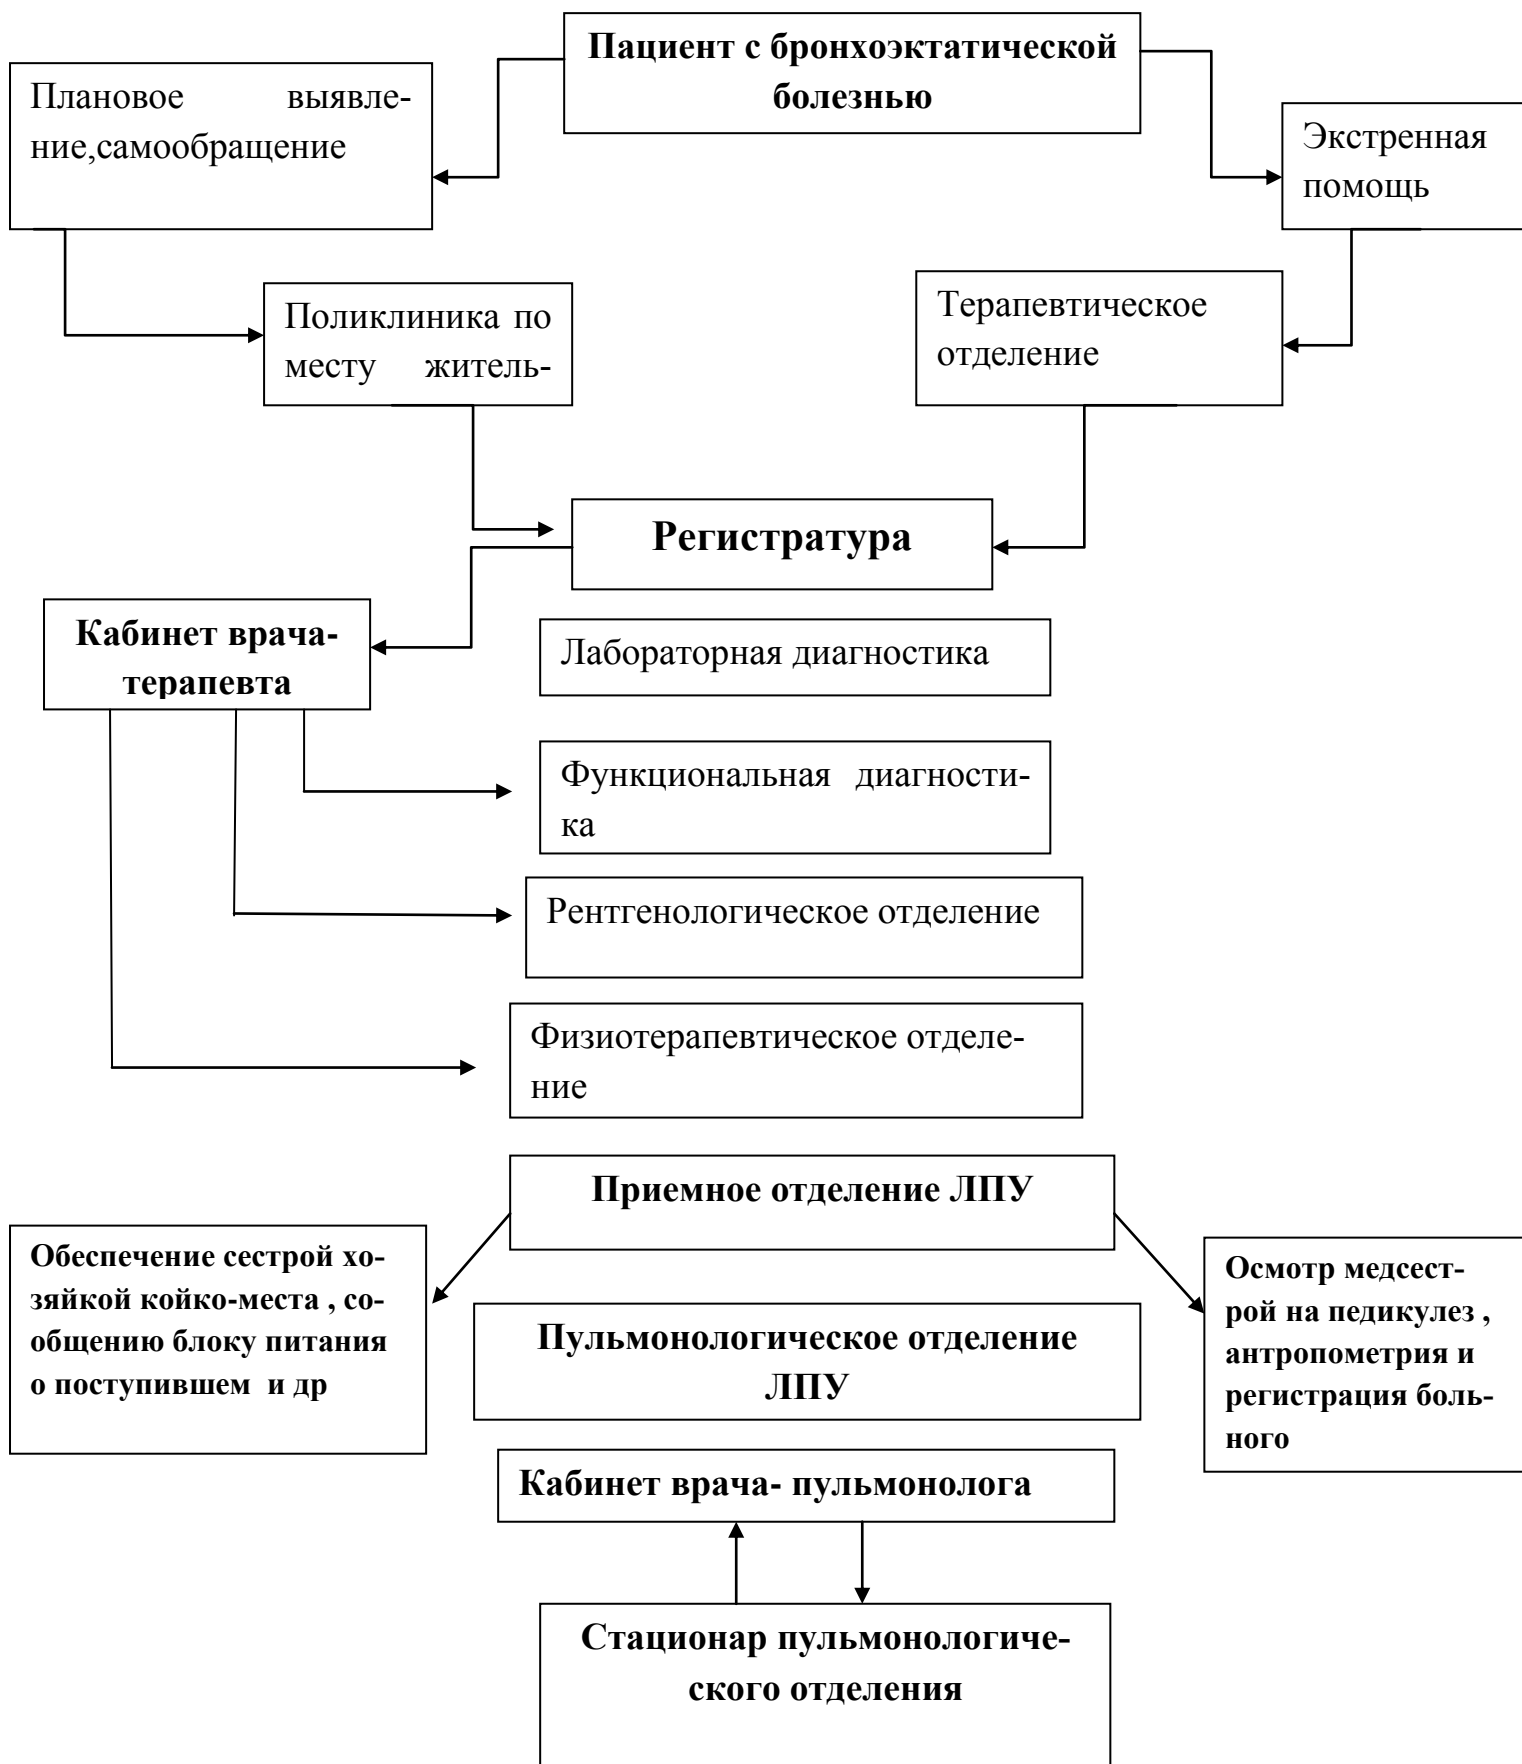 Пациент с бронхоэктатической
болезнью
Плановое выявле-
ние,самообращение
Экстренная
помощь
Поликлиника по
месту житель-
Терапевтическое
отделение
Регистратура
Кабинет врача-
терапевта
Лабораторная диагностика
Функциональная диагности-
ка
Рентгенологическое отделение
Физиотерапевтическое отделе-
ние
Приемное отделение ЛПУ
Обеспечение сестрой хо-
зяйкой койко-места , со-
общению блоку питания
о поступившем и др
Осмотр медсест-
рой на педикулез ,
антропометрия и
регистрация боль-
ного
Пульмонологическое отделение
ЛПУ
Кабинет врача- пульмонолога
Стационар пульмонологиче-
ского отделения